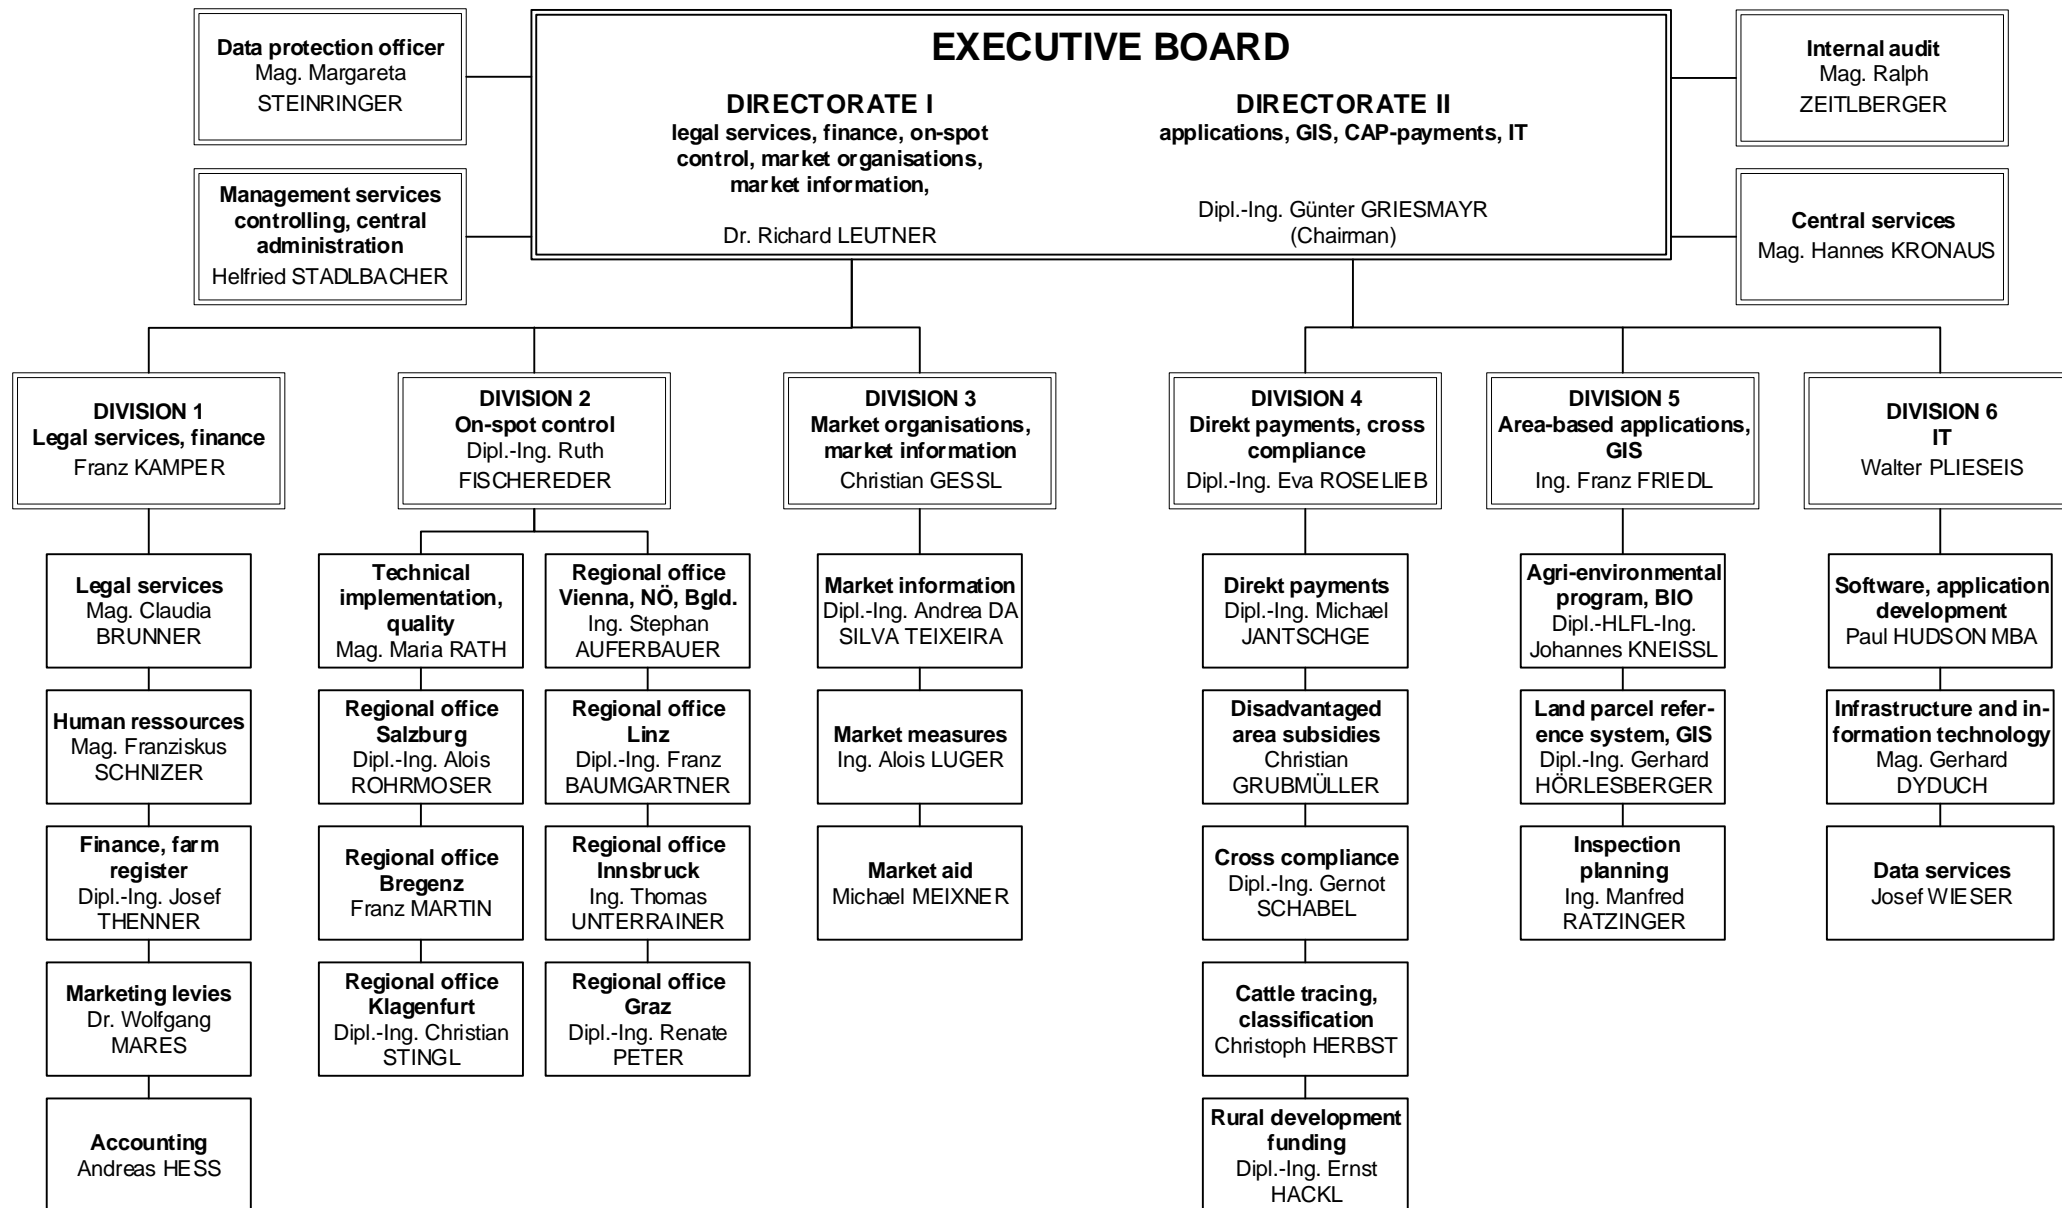 Data protection officer
Mag. Margareta
STEINRINGER
Management services
controlling, central
administration
Helfried STADLBACHER
EXECUTIVE BOARD
DIRECTORATE I
legal services, finance, on-spot
control, market organisations,
market information,
Dr. Richard LEUTNER
DIRECTORATE II
applications, GIS, CAP-payments, IT
Dipl.-Ing. Günter GRIESMAYR
(Chairman)
Internal audit
Mag. Ralph
ZEITLBERGER
Central services
Mag. Hannes KRONAUS
DIVISION 1
Legal services, finance
Franz KAMPER
DIVISION 2
On-spot control
Dipl.-Ing. Ruth
FISCHEREDER
DIVISION 3
Market organisations,
market information
Christian GESSL
DIVISION 4
Direkt payments, cross
compliance
Dipl.-Ing. Eva ROSELIEB
DIVISION 5
Area-based applications,
GIS
Ing. Franz FRIEDL
DIVISION 6
IT
Walter PLIESEIS
Legal services
Mag. Claudia
BRUNNER
Human ressources
Mag. Franziskus
SCHNIZER
Finance, farm
register
Dipl.-Ing. Josef
THENNER
Marketing levies
Dr. Wolfgang
MARES
Accounting
Andreas HESS
Technical
implementation,
quality
Mag. Maria RATH
Regional office
Salzburg
Dipl.-Ing. Alois
ROHRMOSER
Regional office
Bregenz
Franz MARTIN
Regional office
Klagenfurt
Dipl.-Ing. Christian
STINGL
Regional office
Vienna, NÖ, Bgld.
Ing. Stephan
AUFERBAUER
Regional office
Linz
Dipl.-Ing. Franz
BAUMGARTNER
Regional office
Innsbruck
Ing. Thomas
UNTERRAINER
Regional office
Graz
Dipl.-Ing. Renate
PETER
Market information
Dipl.-Ing. Andrea DA
SILVA TEIXEIRA
Market measures
Ing. Alois LUGER
Market aid
Michael MEIXNER
Direkt payments
Dipl.-Ing. Michael
JANTSCHGE
Disadvantaged
area subsidies
Christian
GRUBMÜLLER
Cross compliance
Dipl.-Ing. Gernot
SCHABEL
Cattle tracing,
classification
Christoph HERBST
Rural development
funding
Dipl.-Ing. Ernst
HACKL
Agri-environmental
program, BIO
Dipl.-HLFL-Ing.
Johannes KNEISSL
Land parcel refer-
ence system, GIS
Dipl.-Ing. Gerhard
HÖRLESBERGER
Inspection
planning
Ing. Manfred
RATZINGER
Software, application
development
Paul HUDSON MBA
Infrastructure and in-
formation technology
Mag. Gerhard
DYDUCH
Data services
Josef WIESER